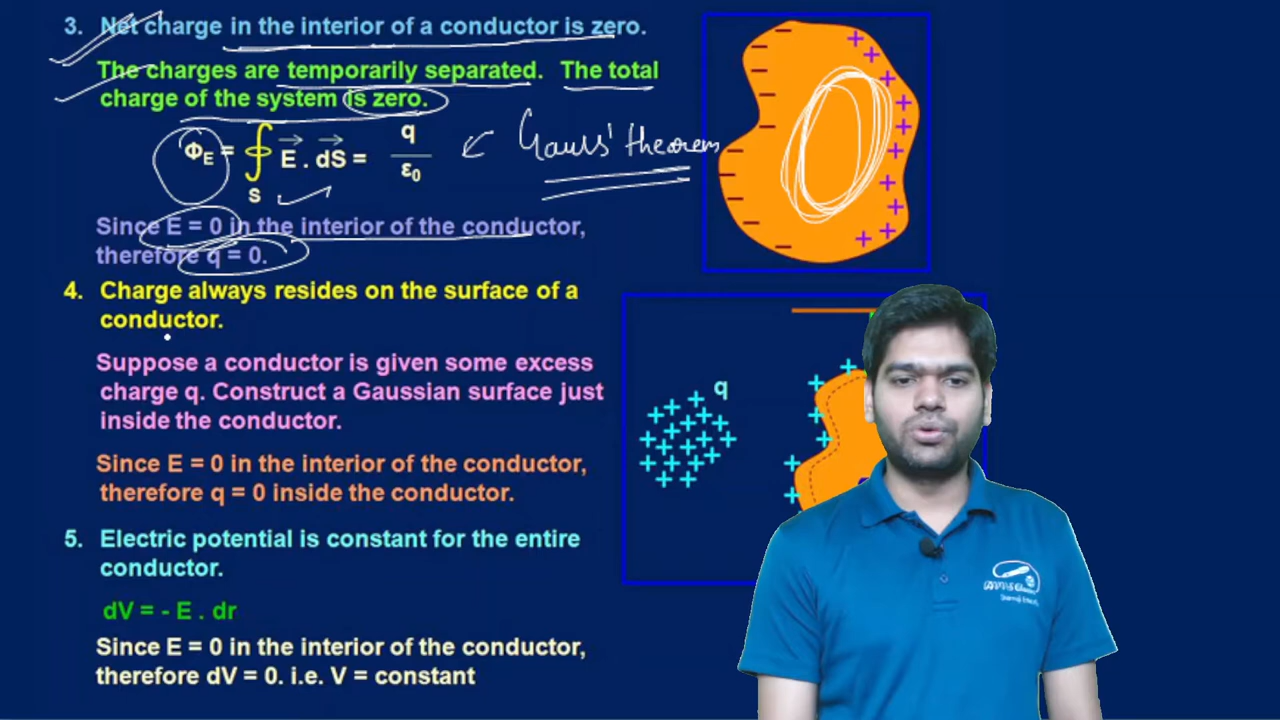 3. Net charge in the interior of a conductor is zero.
The charges are temporarily separated. The total
charge of the system is zero.
Φ_E = ∮_S E⃗ . dS⃗ = q / ε₀
Gauss' theorem
Since E = 0 in the interior of the conductor,
therefore q = 0.
4. Charge always resides on the surface of a
conductor.
Suppose a conductor is given some excess
charge q. Construct a Gaussian surface just
inside the conductor.
q
Since E = 0 in the interior of the conductor,
therefore q = 0 inside the conductor.
5. Electric potential is constant for the entire
conductor.
dV = - E . dr
Since E = 0 in the interior of the conductor,
therefore dV = 0. i.e. V = constant